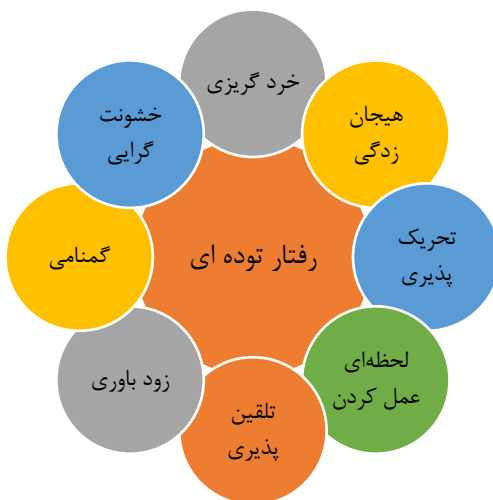 خرد گریزی
هیجان
زدگی
تحریک
پذیری
لحظه‌ای
عمل کردن
تلقین
پذیری
زود باوری
گمنامی
خشونت
گرایی
رفتار توده ای